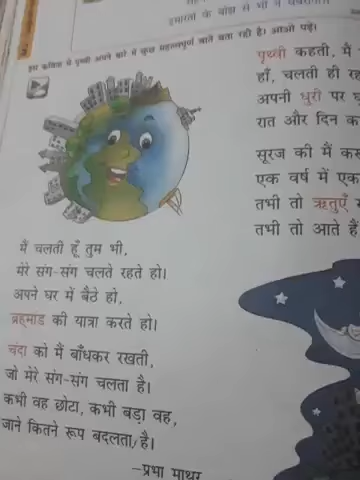 इमारतों के बोझ से भी मैं
इस कविता में पृथ्वी अपने बारे में कुछ महत्वपूर्ण बातें बता रही है। आओ पढ़ें।
पृथ्वी कहती, मैं
हाँ, चलती ही
अपनी धुरी पर
रात और दिन
सूरज की मैं
एक वर्ष में एक
तभी तो ऋतुएँ
तभी तो आते हैं
मैं चलती हूँ तुम भी,
मेरे संग-संग चलते रहते हो।
अपने घर में बैठे हो,
ब्रह्मांड की यात्रा करते हो।
चंदा को मैं बाँधकर रखती,
जो मेरे संग-संग चलता है।
कभी वह छोटा, कभी बड़ा वह,
जाने कितने रूप बदलता है।
-प्रभा माथुर